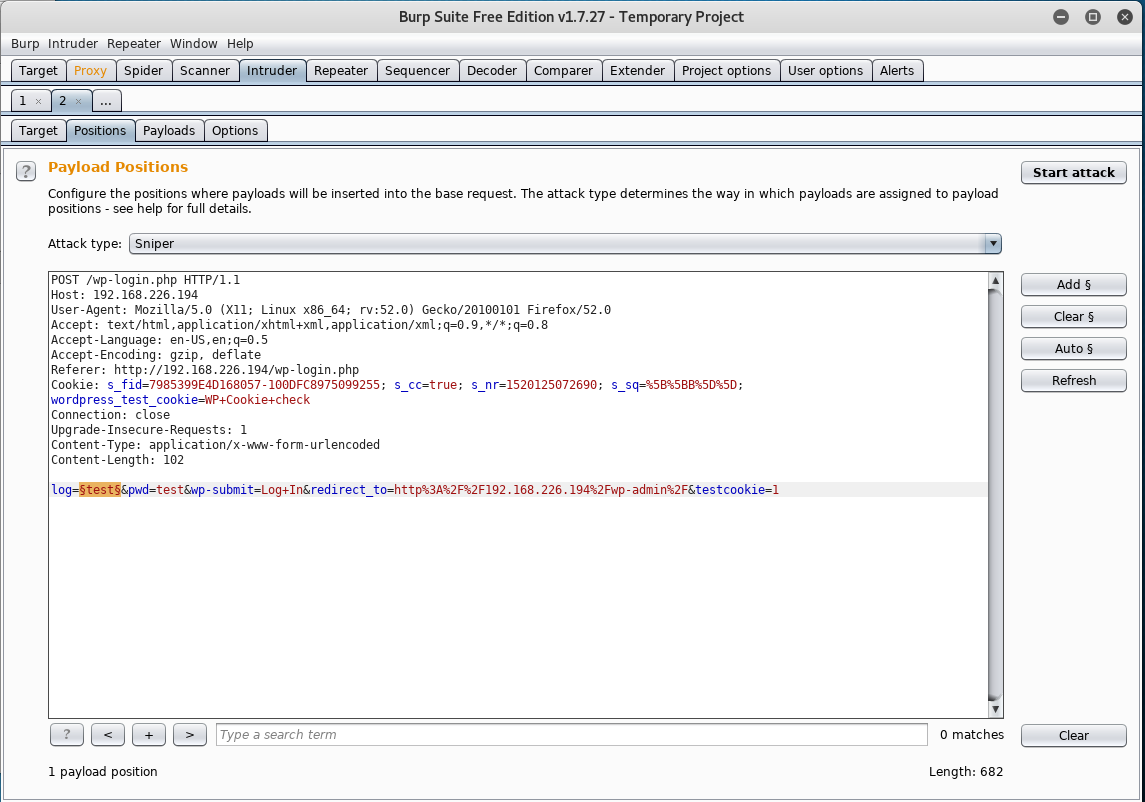 Burp Suite Free Edition v1.7.27 - Temporary Project
Burp Intruder Repeater Window Help
Target Proxy Spider Scanner Intruder Repeater Sequencer Decoder Comparer Extender Project options User options Alerts
1 × 2 × ...
Target Positions Payloads Options
? Payload Positions
Start attack
Configure the positions where payloads will be inserted into the base request. The attack type determines the way in which payloads are assigned to payload
positions - see help for full details.
Attack type: Sniper
POST /wp-login.php HTTP/1.1
Host: 192.168.226.194
User-Agent: Mozilla/5.0 (X11; Linux x86_64; rv:52.0) Gecko/20100101 Firefox/52.0
Accept: text/html,application/xhtml+xml,application/xml;q=0.9,*/*;q=0.8
Accept-Language: en-US,en;q=0.5
Accept-Encoding: gzip, deflate
Referer: http://192.168.226.194/wp-login.php
Cookie: s_fid=7985399E4D168057-100DFC8975099255; s_cc=true; s_nr=1520125072690; s_sq=%5B%5BB%5D%5D;
wordpress_test_cookie=WP+Cookie+check
Connection: close
Upgrade-Insecure-Requests: 1
Content-Type: application/x-www-form-urlencoded
Content-Length: 102
log=§test§&pwd=test&wp-submit=Log+In&redirect_to=http%3A%2F%2F192.168.226.194%2Fwp-admin%2F&testcookie=1
Add §
Clear §
Auto §
Refresh
? < + > Type a search term 0 matches Clear
1 payload position Length: 682